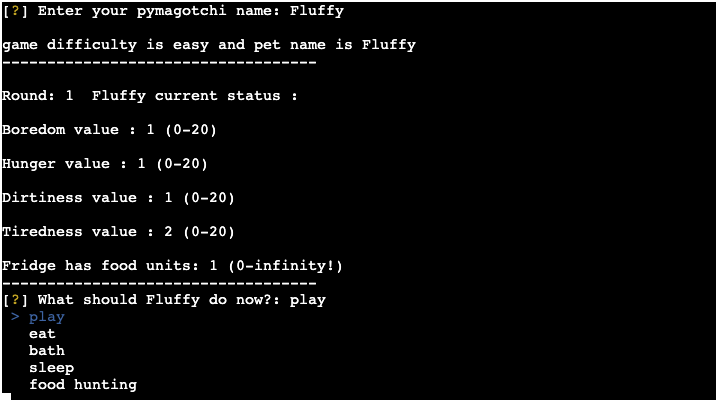 [?] Enter your pymagotchi name: Fluffy
game difficulty is easy and pet name is Fluffy
-----------------------------------
Round: 1  Fluffy current status :
Boredom value : 1 (0-20)
Hunger value : 1 (0-20)
Dirtiness value : 1 (0-20)
Tiredness value : 2 (0-20)
Fridge has food units: 1 (0-infinity!)
-----------------------------------
[?] What should Fluffy do now?: play
> play
eat
bath
sleep
food hunting